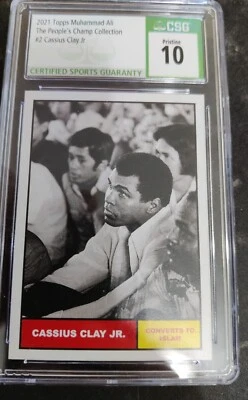 2021 Topps Muhammad Ali
The People's Champ Collection
#2 Cassius Clay Jr
CERTIFIED SPORTS GUARANTY
CSG
Pristine
10
CASSIUS CLAY JR.
CONVERTS TO
ISLAM